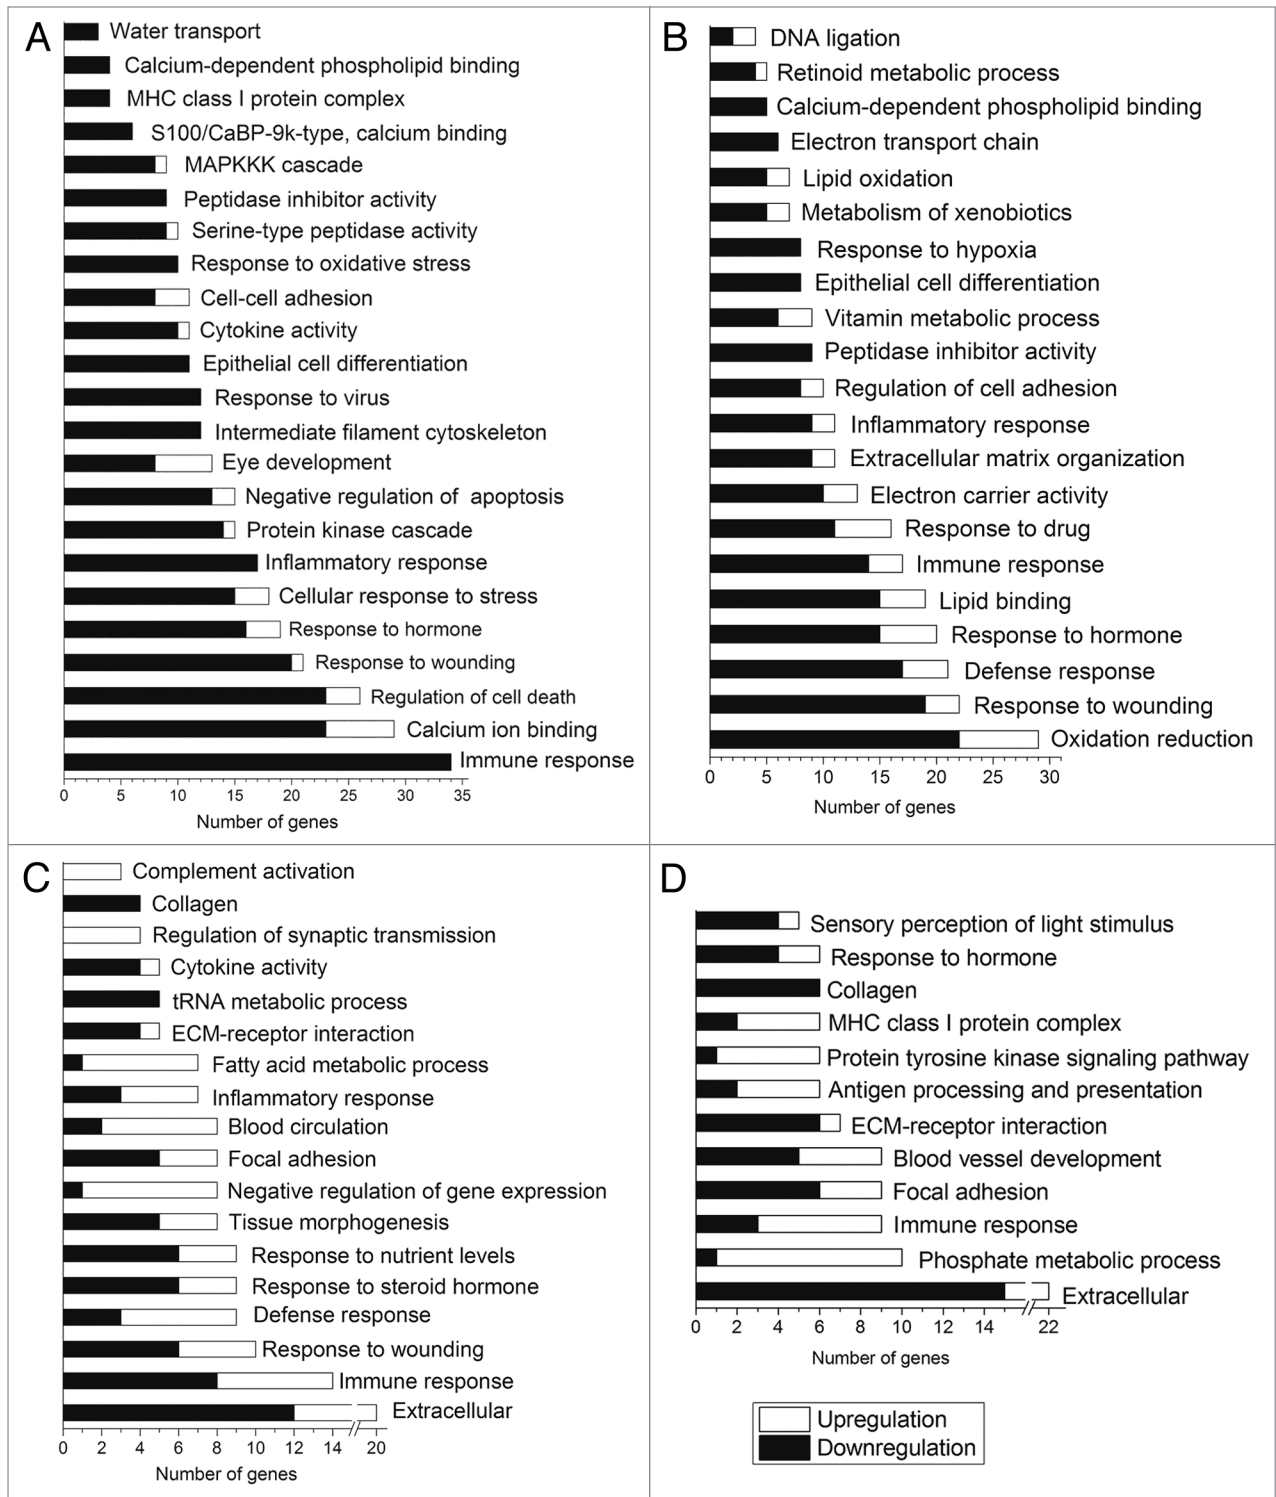 A
Water transport
Calcium-dependent phospholipid binding
MHC class I protein complex
S100/CaBP-9k-type, calcium binding
MAPKKK cascade
Peptidase inhibitor activity
Serine-type peptidase activity
Response to oxidative stress
Cell-cell adhesion
Cytokine activity
Epithelial cell differentiation
Response to virus
Intermediate filament cytoskeleton
Eye development
Negative regulation of apoptosis
Protein kinase cascade
Inflammatory response
Cellular response to stress
Response to hormone
Response to wounding
Regulation of cell death
Calcium ion binding
Immune response
0 5 10 15 20 25 30 35
Number of genes
B
DNA ligation
Retinoid metabolic process
Calcium-dependent phospholipid binding
Electron transport chain
Lipid oxidation
Metabolism of xenobiotics
Response to hypoxia
Epithelial cell differentiation
Vitamin metabolic process
Peptidase inhibitor activity
Regulation of cell adhesion
Inflammatory response
Extracellular matrix organization
Electron carrier activity
Response to drug
Immune response
Lipid binding
Response to hormone
Defense response
Response to wounding
Oxidation reduction
0 5 10 15 20 25 30
Number of genes
C
Complement activation
Collagen
Regulation of synaptic transmission
Cytokine activity
tRNA metabolic process
ECM-receptor interaction
Fatty acid metabolic process
Inflammatory response
Blood circulation
Focal adhesion
Negative regulation of gene expression
Tissue morphogenesis
Response to nutrient levels
Response to steroid hormone
Defense response
Response to wounding
Immune response
Extracellular
0 2 4 6 8 10 12 14 20
Number of genes
D
Sensory perception of light stimulus
Response to hormone
Collagen
MHC class I protein complex
Protein tyrosine kinase signaling pathway
Antigen processing and presentation
ECM-receptor interaction
Blood vessel development
Focal adhesion
Immune response
Phosphate metabolic process
Extracellular
0 2 4 6 8 10 12 14 22
Number of genes
Upregulation
Downregulation